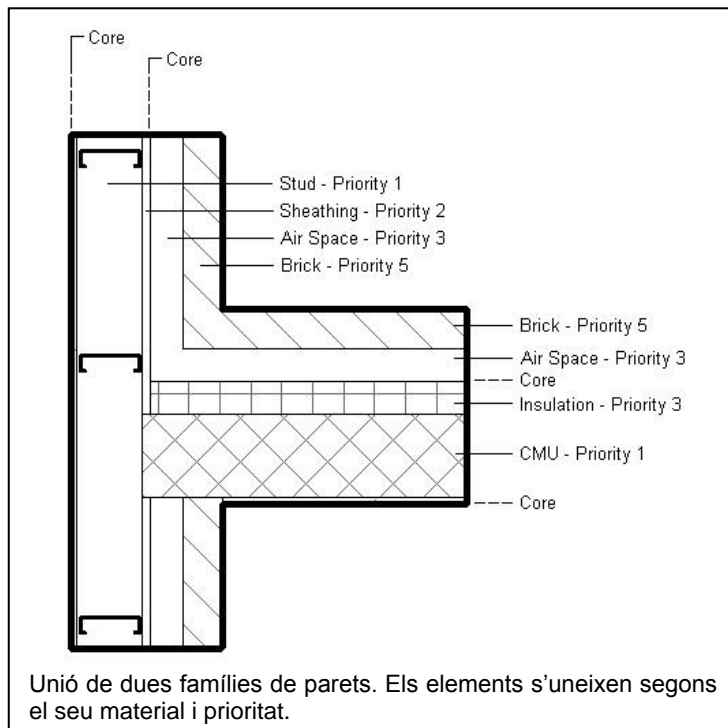 Core
Core
Stud - Priority 1
Sheathing - Priority 2
Air Space - Priority 3
Brick - Priority 5
Brick - Priority 5
Air Space - Priority 3
Core
Insulation - Priority 3
CMU - Priority 1
Core
Unió de dues famílies de parets. Els elements s’uneixen segons
el seu material i prioritat.